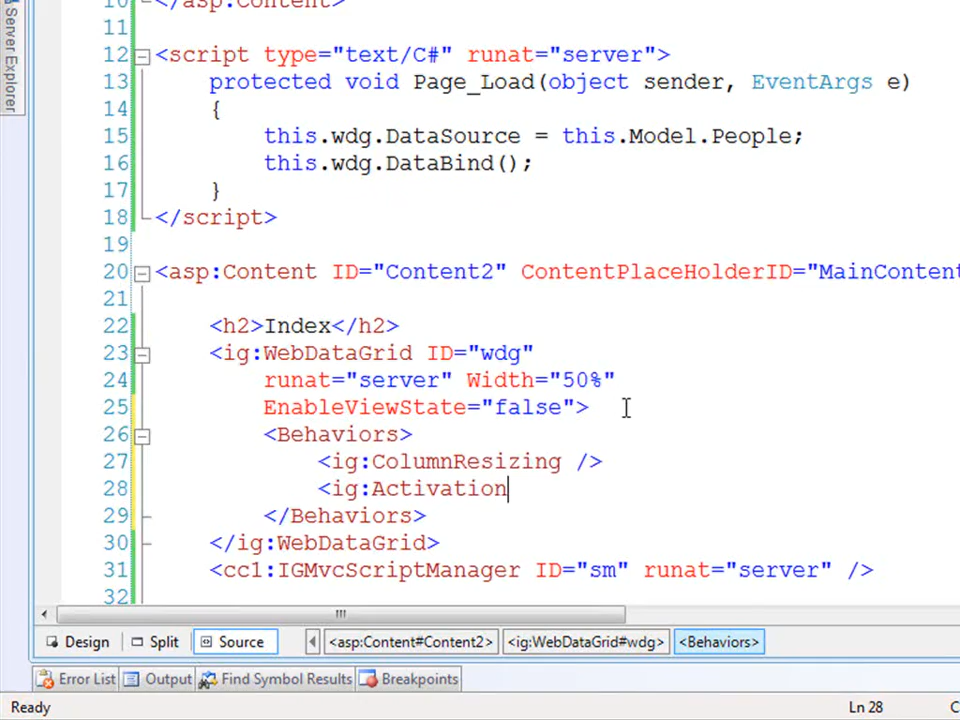 10 </asp:Content>
11
12 <script type="text/C#" runat="server">
13 protected void Page_Load(object sender, EventArgs e)
14 {
15 this.wdg.DataSource = this.Model.People;
16 this.wdg.DataBind();
17 }
18 </script>
19
20 <asp:Content ID="Content2" ContentPlaceHolderID="MainContent
21
22 <h2>Index</h2>
23 <ig:WebDataGrid ID="wdg"
24 runat="server" Width="50%"
25 EnableViewState="false">
26 <Behaviors>
27 <ig:ColumnResizing />
28 <ig:Activation
29 </Behaviors>
30 </ig:WebDataGrid>
31 <cc1:IGMvcScriptManager ID="sm" runat="server" />
32
Server Explorer
Design Split Source <asp:Content#Content2> <ig:WebDataGrid#wdg> <Behaviors>
Error List Output Find Symbol Results Breakpoints
Ready Ln 28 C